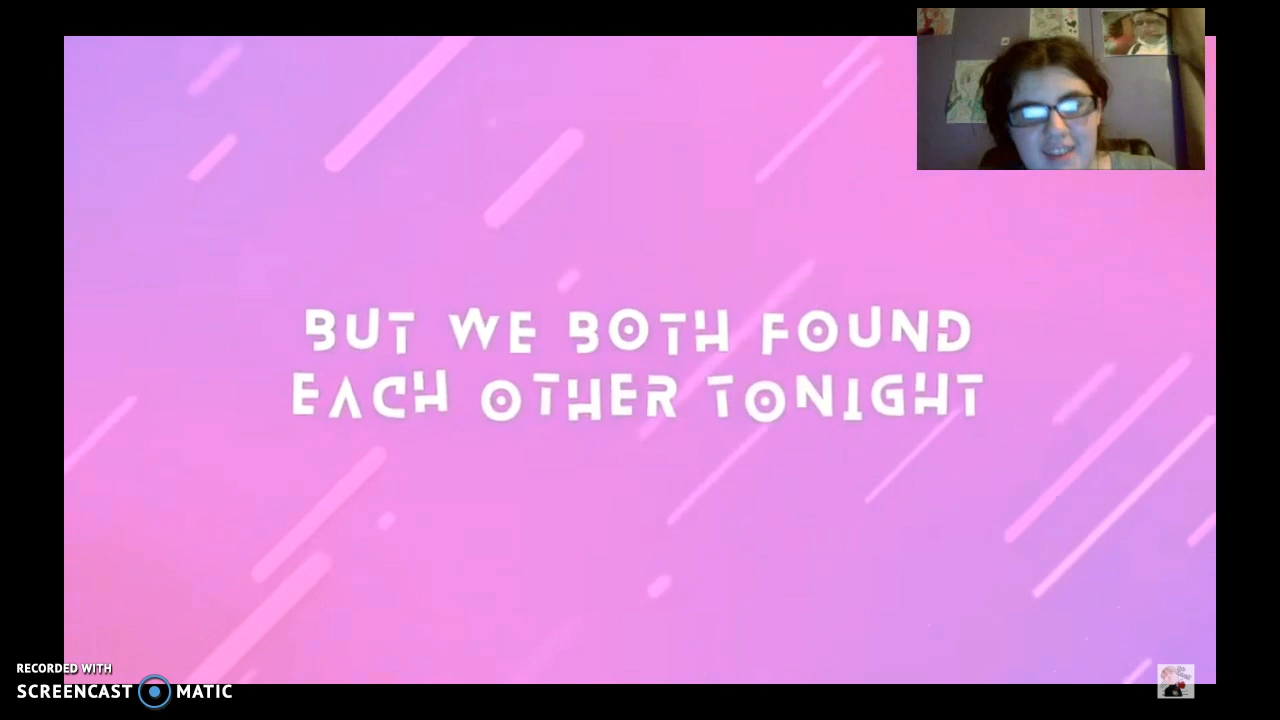 BUT WE BOTH FOUND
EACH OTHER TONIGHT
RECORDED WITH
SCREENCAST MATIC